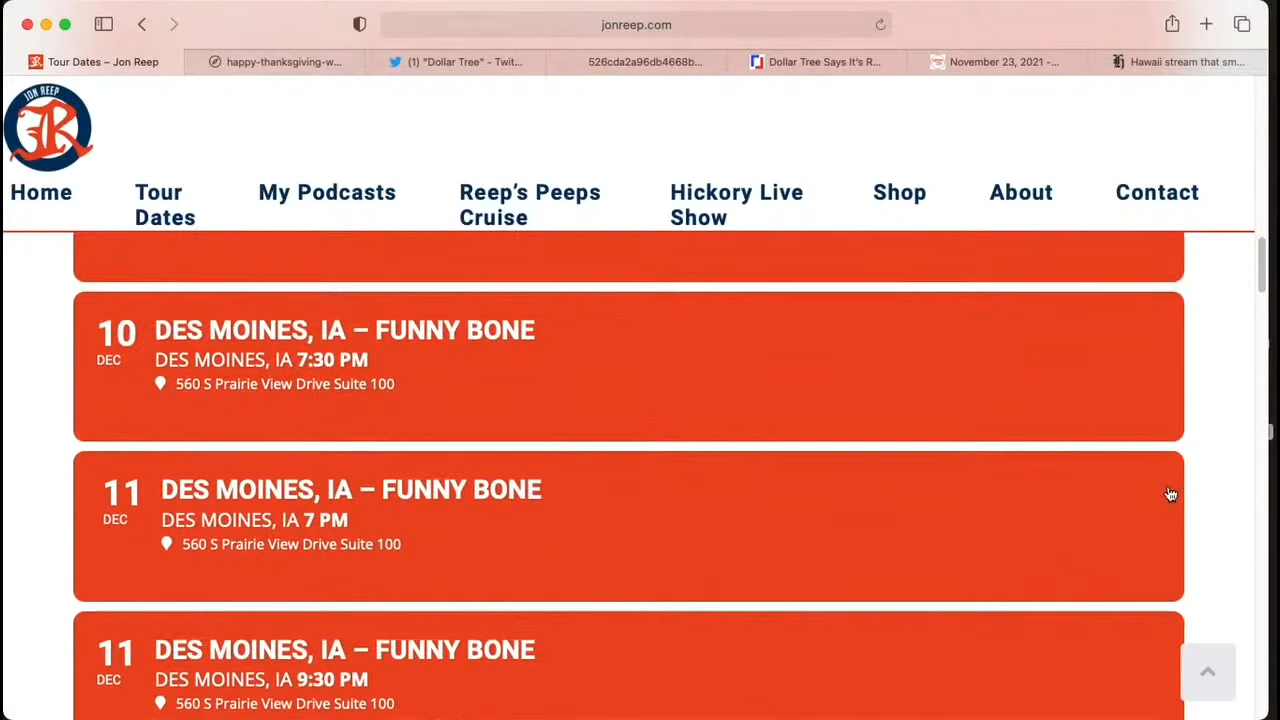 jonreep.com
Tour Dates – Jon Reep
happy-thanksgiving-w...
(1) "Dollar Tree" - Twit...
526cda2a96db4668b...
Dollar Tree Says It's R...
November 23, 2021 -...
Hawaii stream that sm...
JON REEP
JR
Home
Tour
Dates
My Podcasts
Reep's Peeps
Cruise
Hickory Live
Show
Shop
About
Contact
10
DEC
DES MOINES, IA – FUNNY BONE
DES MOINES, IA 7:30 PM
560 S Prairie View Drive Suite 100
11
DEC
DES MOINES, IA – FUNNY BONE
DES MOINES, IA 7 PM
560 S Prairie View Drive Suite 100
11
DEC
DES MOINES, IA – FUNNY BONE
DES MOINES, IA 9:30 PM
560 S Prairie View Drive Suite 100